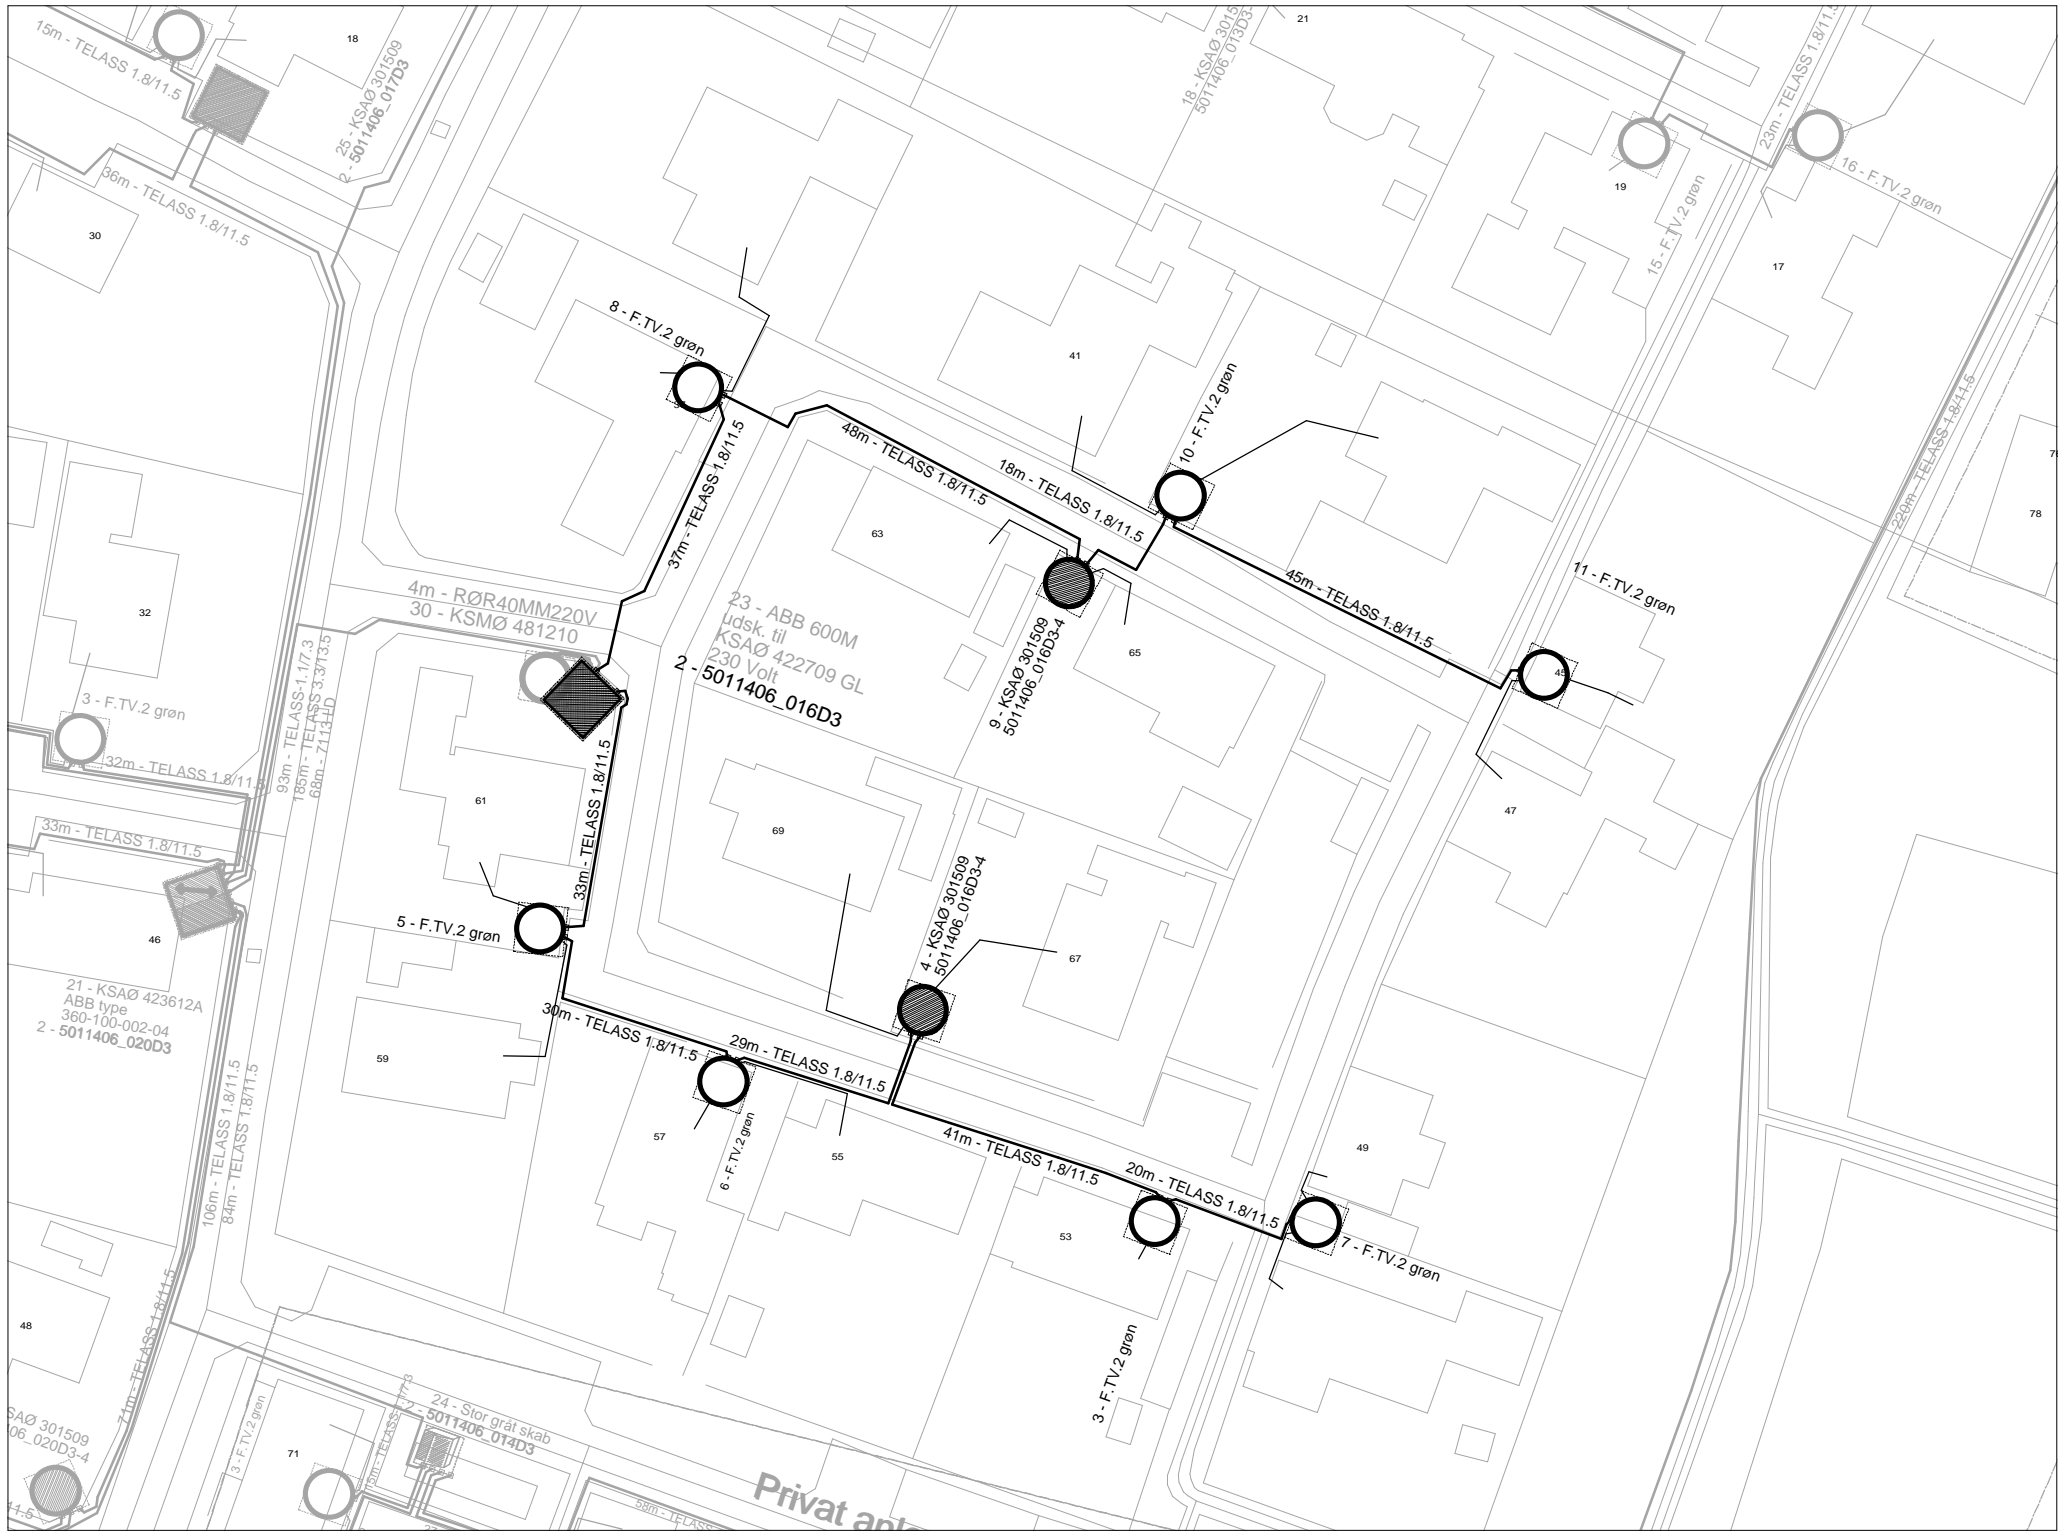 15m - TELASS 1.8/11.5
18
25 - KSAØ 301509
2 - 5011406_017D3
18 - KSAØ 3015
5011406_013D3-
21
23m - TELASS 1.8/11.5
19
16 - F.TV.2 grøn
15 - F.TV.2 grøn
17
36m - TELASS 1.8/11.5
30
8 - F.TV.2 grøn
41
10 - F.TV.2 grøn
48m - TELASS 1.8/11.5
18m - TELASS 1.8/11.5
37m - TELASS 1.8/11.5
220m - TELASS 1.8/11.5
78
63
45m - TELASS 1.8/11.5
11 - F.TV.2 grøn
45
4m - RØR40MM220V
30 - KSMØ 481210
23 - ABB 600M
udsk. til
KSAØ 422709 GL
230 Volt
2 - 5011406_016D3
9 - KSAØ 301509
5011406_016D3-4
65
32
3 - F.TV.2 grøn
93m - TELASS 1.1/7.3
185m - TELASS 3.3/13.5
68m - 7113 LD
32m - TELASS 1.8/11.5
33m - TELASS 1.8/11.5
61
33m - TELASS 1.8/11.5
69
47
4 - KSAØ 301509
5011406_016D3-4
5 - F.TV.2 grøn
46
67
21 - KSAØ 423612A
ABB type
360-100-002-04
2 - 5011406_020D3
30m - TELASS 1.8/11.5
29m - TELASS 1.8/11.5
59
57
6 - F.TV.2 grøn
55
41m - TELASS 1.8/11.5
20m - TELASS 1.8/11.5
49
53
7 - F.TV.2 grøn
106m - TELASS 1.8/11.5
84m - TELASS 1.8/11.5
48
71m - TELASS 1.8/11.5
3 - F.TV.2 grøn
24 - Stor gråt skab
2 - 5011406_014D3
SAØ 301509
06_020D3-4
3 - F.TV.2 grøn
71
15m - TELASS
58m - TELASS
11.5
Privat